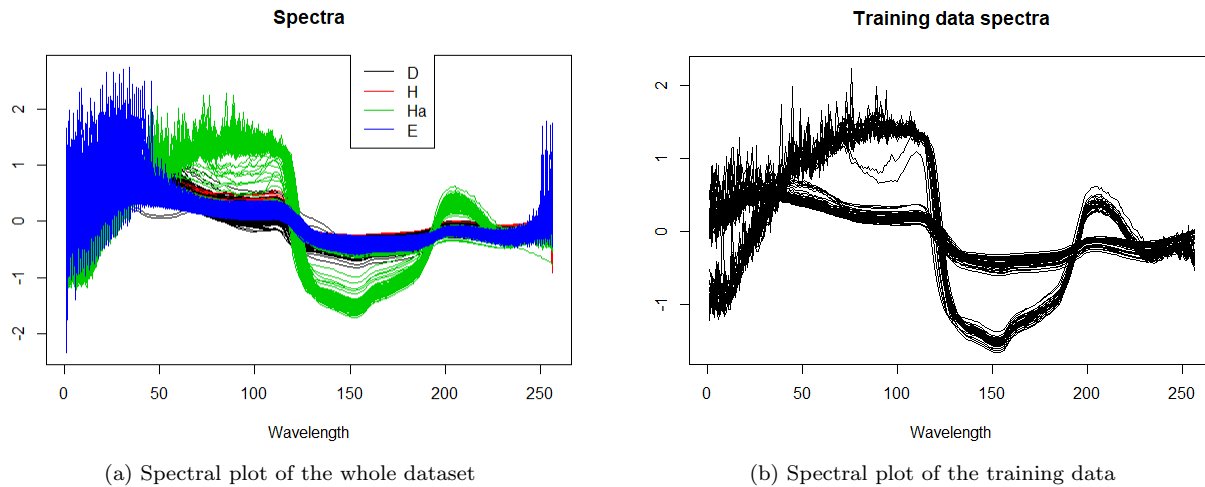 Spectra
D
H
Ha
E
2
1
0
-1
-2
0
50
100
150
200
250
Wavelength
(a) Spectral plot of the whole dataset
Training data spectra
2
1
0
-1
0
50
100
150
200
250
Wavelength
(b) Spectral plot of the training data